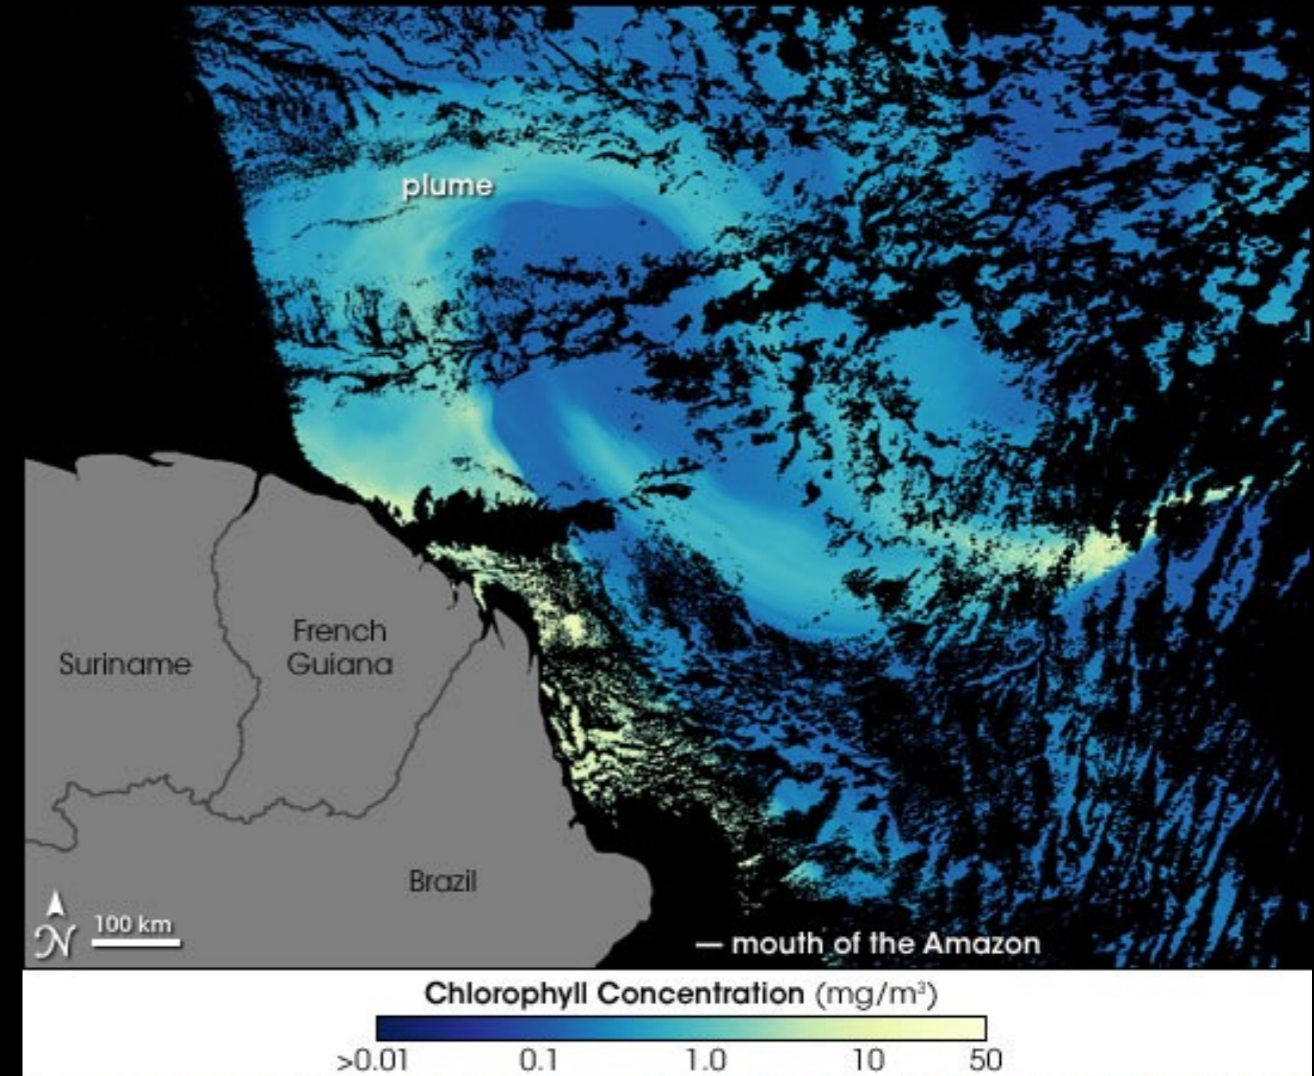 plume
French
Guiana
Suriname
Brazil
N
100 km
— mouth of the Amazon
Chlorophyll Concentration (mg/m³)
>0.01 0.1 1.0 10 50